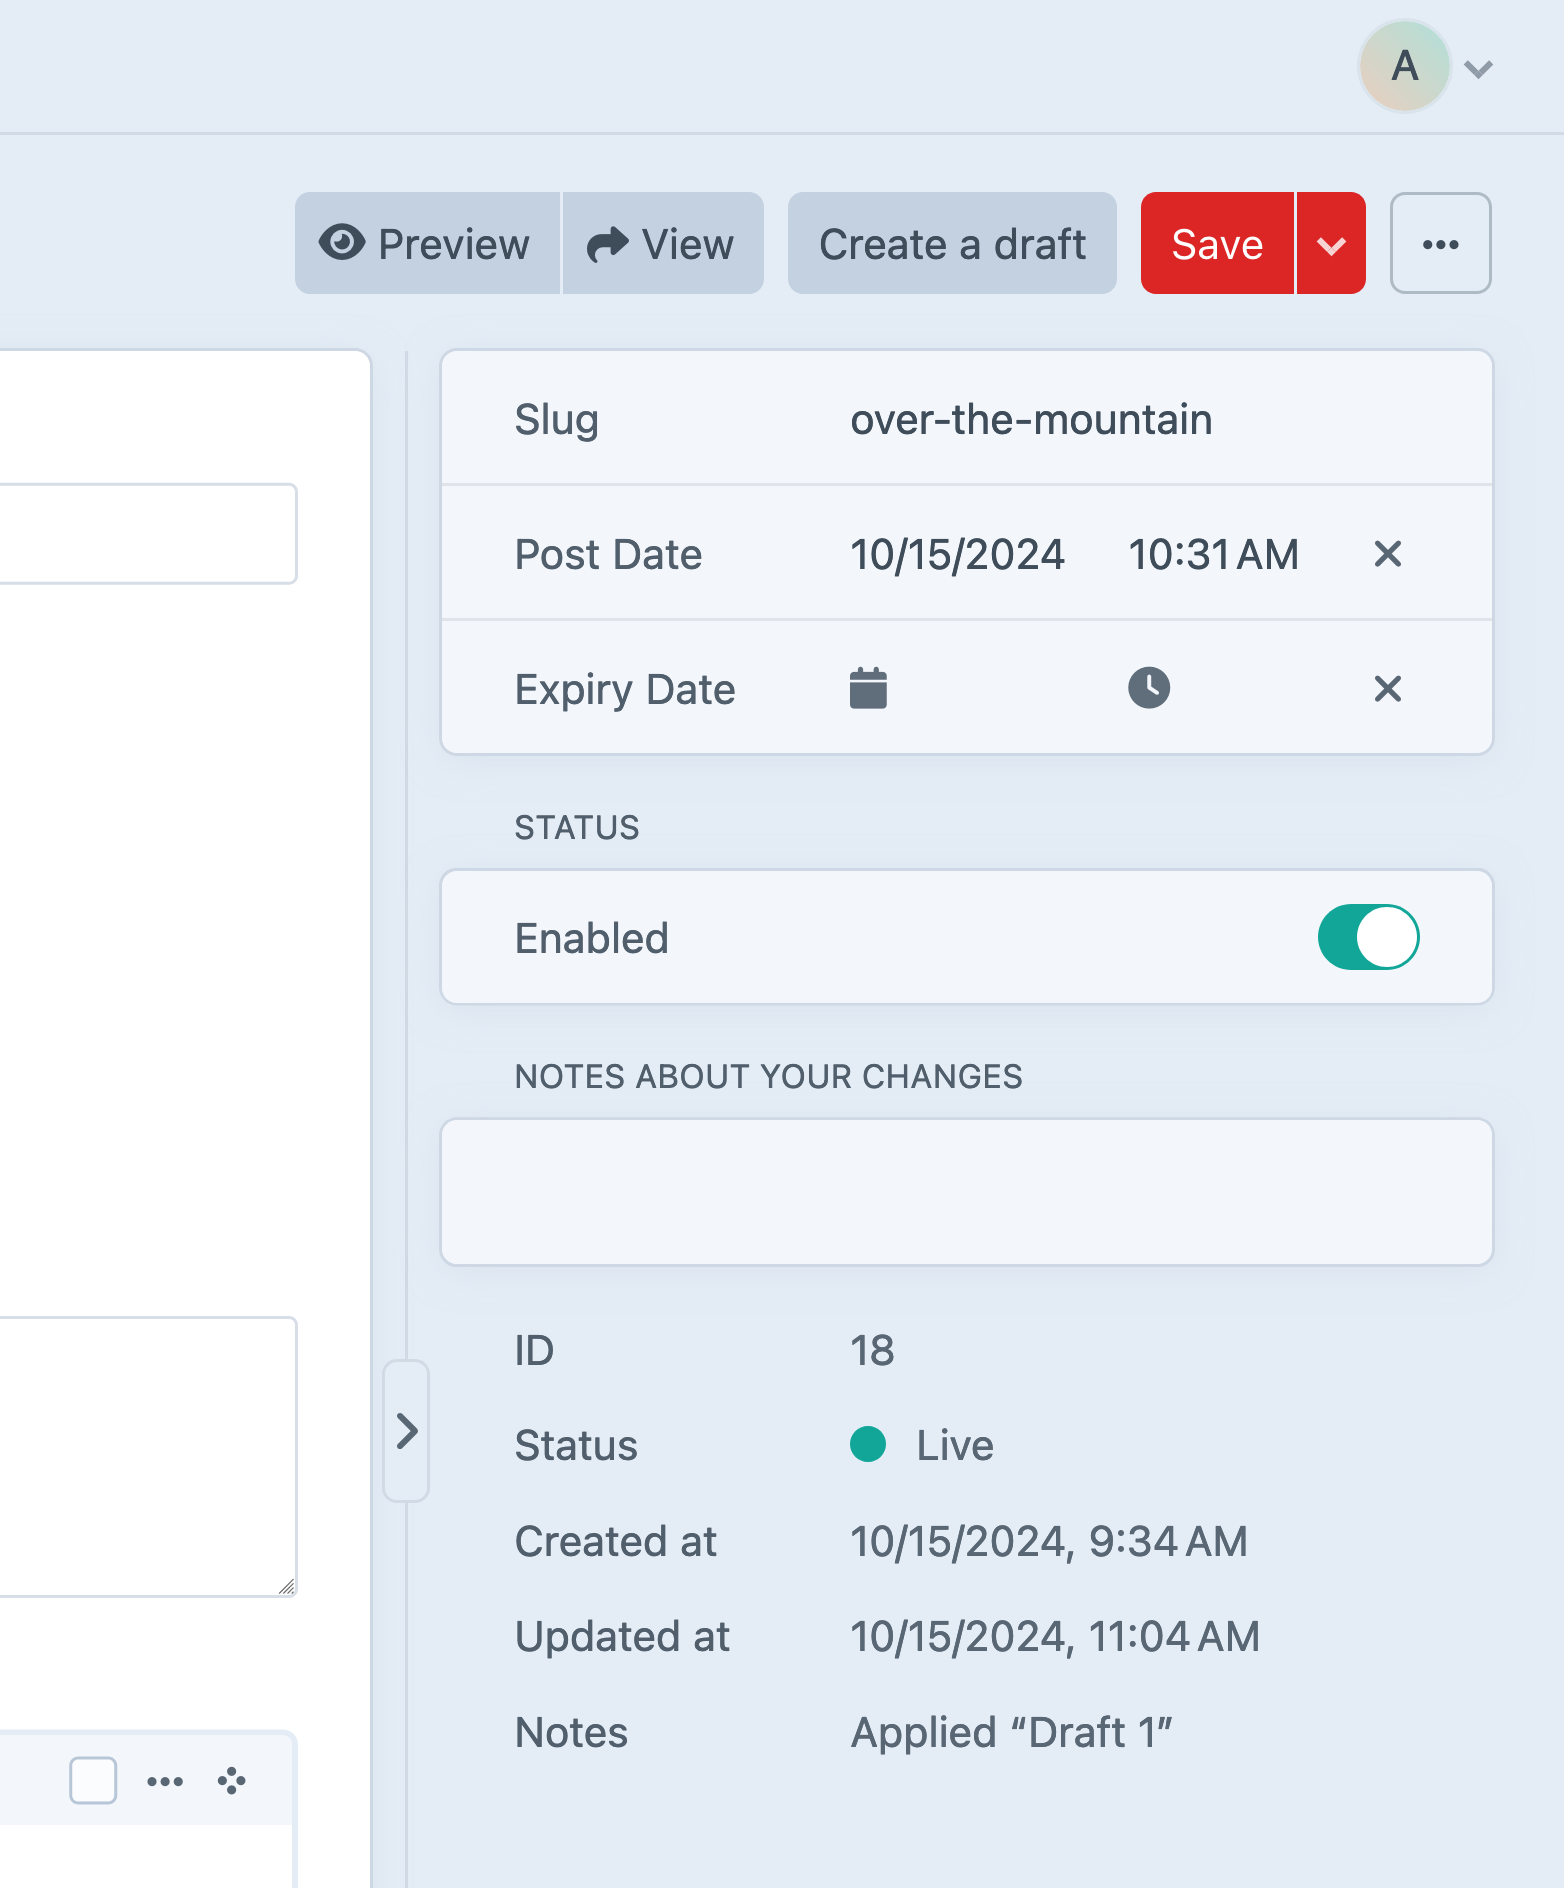 A
Preview View Create a draft Save
Slug over-the-mountain
Post Date 10/15/2024 10:31 AM
Expiry Date
STATUS
Enabled
NOTES ABOUT YOUR CHANGES
ID 18
Status Live
Created at 10/15/2024, 9:34 AM
Updated at 10/15/2024, 11:04 AM
Notes Applied “Draft 1”